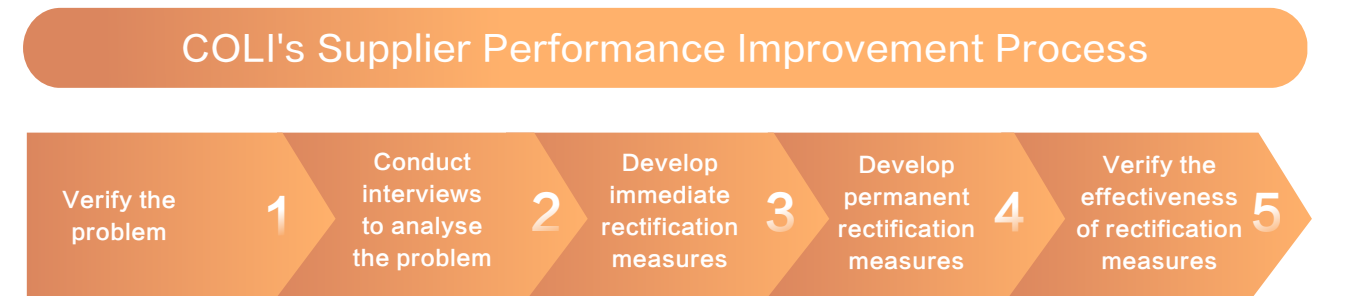 COLI's Supplier Performance Improvement Process
Verify the
problem
1
Conduct
interviews
to analyse
the problem
2
Develop
immediate
rectification
measures
3
Develop
permanent
rectification
measures
4
Verify the
effectiveness
of rectification
measures
5